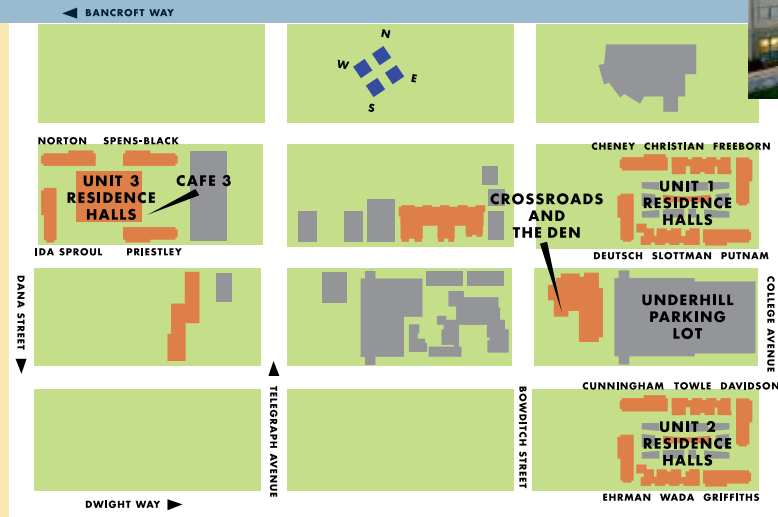 BANCROFT WAY
N
W
E
S
NORTON SPENS-BLACK
CHENEY CHRISTIAN FREEBORN
UNIT 3
RESIDENCE
HALLS
CAFE 3
CROSSROADS
AND
THE DEN
UNIT 1
RESIDENCE
HALLS
IDA SPROUL PRIESTLEY
DEUTSCH SLOTTMAN PUTNAM
DANA STREET
UNDERHILL
PARKING
LOT
COLLEGE AVENUE
CUNNINGHAM TOWLE DAVIDSON
TELEGRAPH AVENUE
BOWDITCH STREET
UNIT 2
RESIDENCE
HALLS
EHRMAN WADA GRIFFITHS
DWIGHT WAY